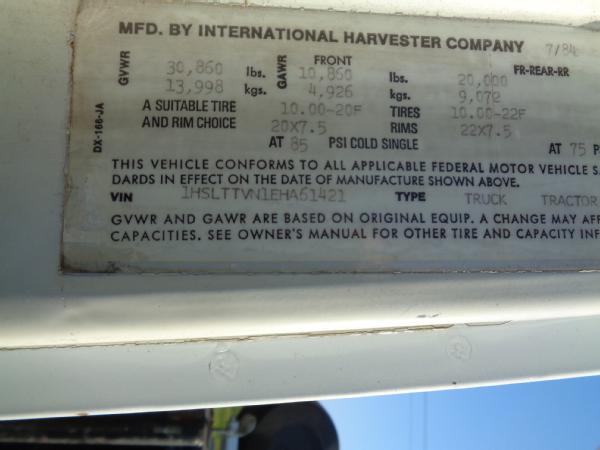 MFD. BY INTERNATIONAL HARVESTER COMPANY 7/84
FRONT FR-REAR-RR
GVWR 30,860 lbs. GAWR 10,860 lbs. 20,000
13,998 kgs. 4,926 kgs. 9,072
A SUITABLE TIRE 10.00-20F TIRES 10.00-22F
AND RIM CHOICE 20X7.5 RIMS 22X7.5
AT 85 PSI COLD SINGLE AT 75 P
THIS VEHICLE CONFORMS TO ALL APPLICABLE FEDERAL MOTOR VEHICLE S
DARDS IN EFFECT ON THE DATE OF MANUFACTURE SHOWN ABOVE.
VIN 1HSLTTVN1EHA61421 TYPE TRUCK TRACTOR
GVWR AND GAWR ARE BASED ON ORIGINAL EQUIP. A CHANGE MAY AFF
CAPACITIES. SEE OWNER'S MANUAL FOR OTHER TIRE AND CAPACITY INF
DX-166-JA